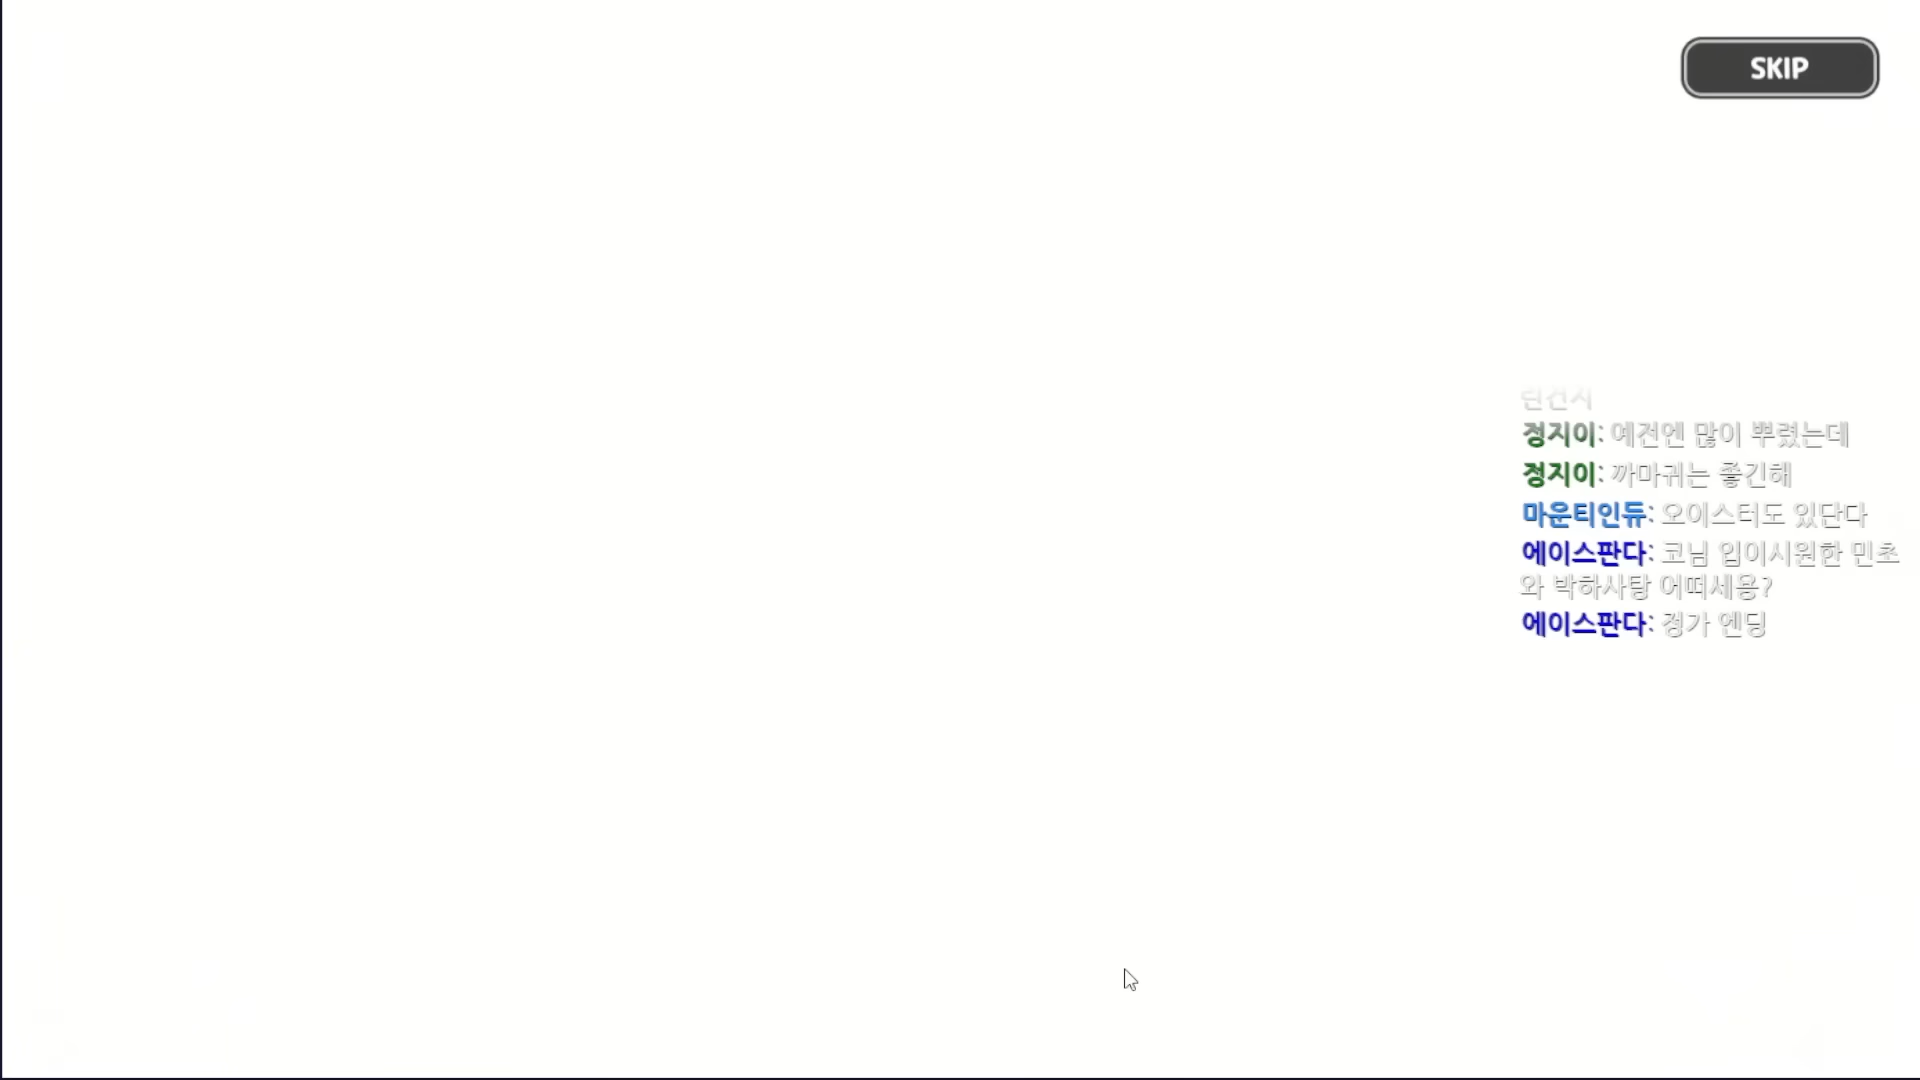 SKIP
정지이: 예전엔 많이 뿌렸는데
정지이: 까마귀는 좋긴해
마운티인듀: 오이스터도 있단다
에이스판다: 코님 입이시원한 민초
와 박하사탕 어떠세용?
에이스판다: 정가 엔딩